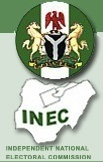 INEC
INDEPENDENT NATIONAL
ELECTORAL COMMISSION